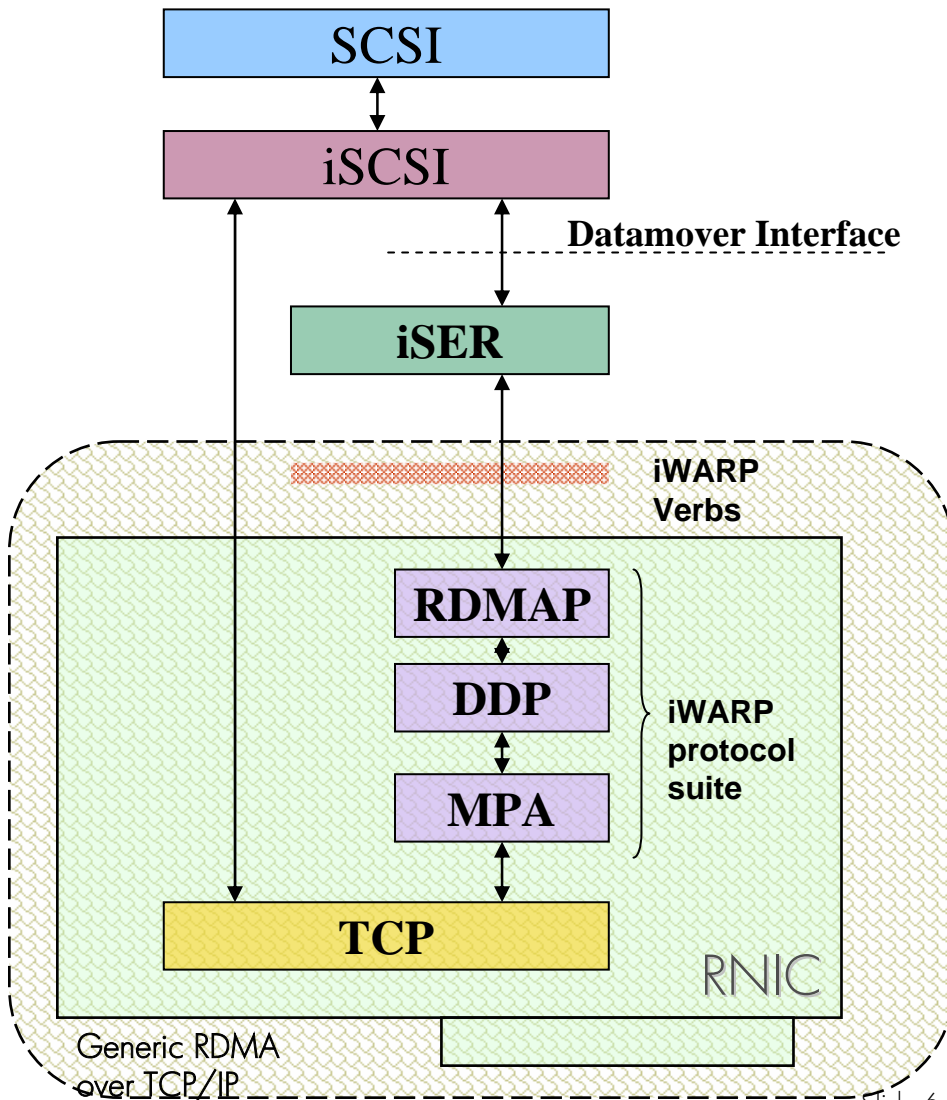 SCSI
iSCSI
Datamover Interface
iSER
iWARP
Verbs
RDMAP
DDP
iWARP
protocol
suite
MPA
TCP
RNIC
Generic RDMA
over TCP/IP